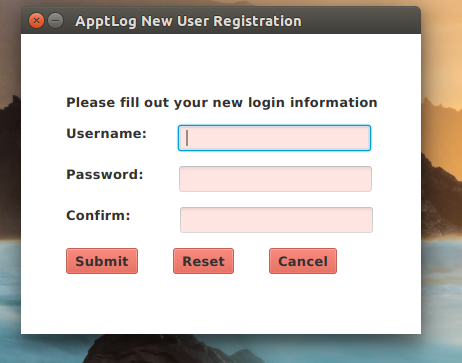 ApptLog New User Registration
Please fill out your new login information
Username:
Password:
Confirm:
Submit Reset Cancel